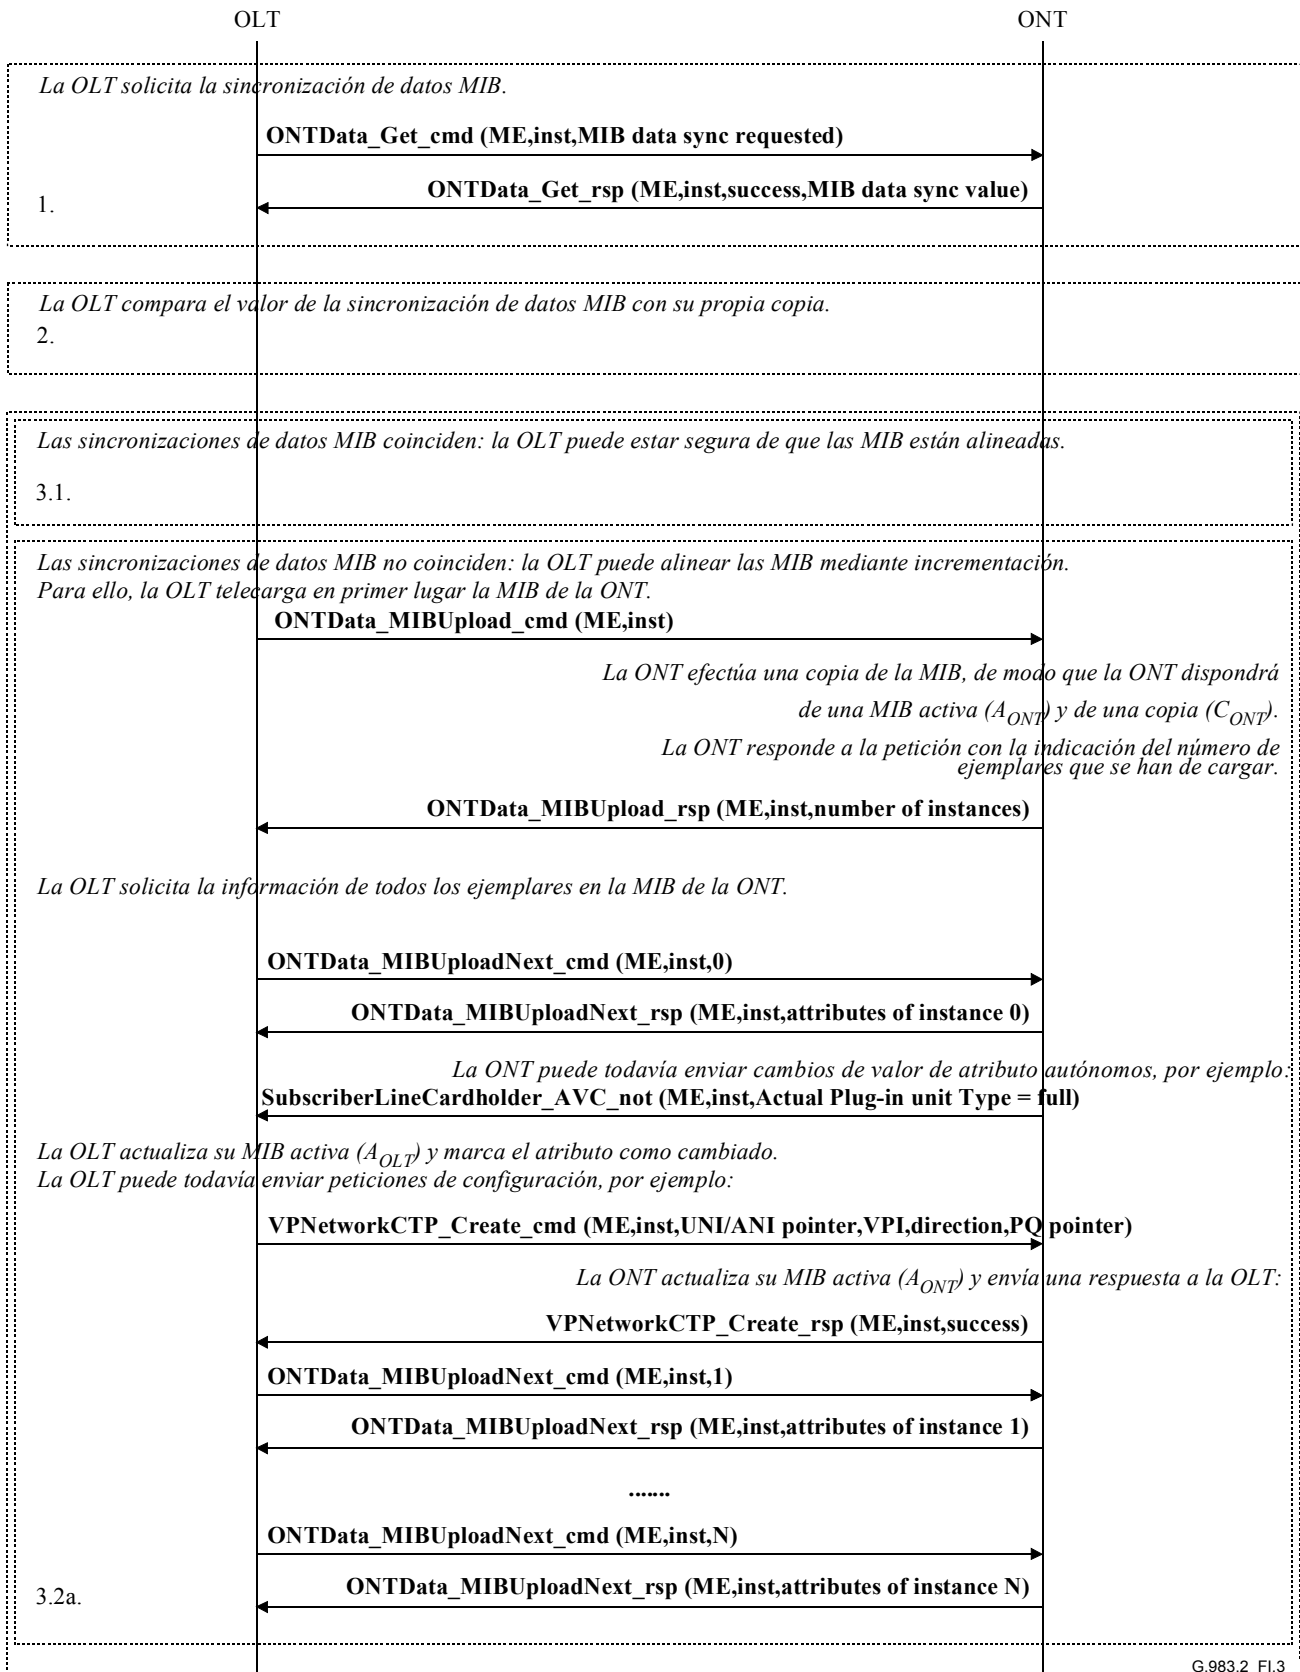 OLT
ONT
La OLT solicita la sincronización de datos MIB.
ONTData_Get_cmd (ME,inst,MIB data sync requested)
ONTData_Get_rsp (ME,inst,success,MIB data sync value)
1.
La OLT compara el valor de la sincronización de datos MIB con su propia copia.
2.
Las sincronizaciones de datos MIB coinciden: la OLT puede estar segura de que las MIB están alineadas.
3.1.
Las sincronizaciones de datos MIB no coinciden: la OLT puede alinear las MIB mediante incrementación.
Para ello, la OLT telecarga en primer lugar la MIB de la ONT.
ONTData_MIBUpload_cmd (ME,inst)
La ONT efectúa una copia de la MIB, de modo que la ONT dispondrá
de una MIB activa (A_ONT) y de una copia (C_ONT).
La ONT responde a la petición con la indicación del número de
ejemplares que se han de cargar.
ONTData_MIBUpload_rsp (ME,inst,number of instances)
La OLT solicita la información de todos los ejemplares en la MIB de la ONT.
ONTData_MIBUploadNext_cmd (ME,inst,0)
ONTData_MIBUploadNext_rsp (ME,inst,attributes of instance 0)
La ONT puede todavía enviar cambios de valor de atributo autónomos, por ejemplo:
SubscriberLineCardholder_AVC_not (ME,inst,Actual Plug-in unit Type = full)
La OLT actualiza su MIB activa (A_OLT) y marca el atributo como cambiado.
La OLT puede todavía enviar peticiones de configuración, por ejemplo:
VPNetworkCTP_Create_cmd (ME,inst,UNI/ANI pointer,VPI,direction,PQ pointer)
La ONT actualiza su MIB activa (A_ONT) y envía una respuesta a la OLT:
VPNetworkCTP_Create_rsp (ME,inst,success)
ONTData_MIBUploadNext_cmd (ME,inst,1)
ONTData_MIBUploadNext_rsp (ME,inst,attributes of instance 1)
.......
ONTData_MIBUploadNext_cmd (ME,inst,N)
ONTData_MIBUploadNext_rsp (ME,inst,attributes of instance N)
3.2a.
G.983.2_FI.3